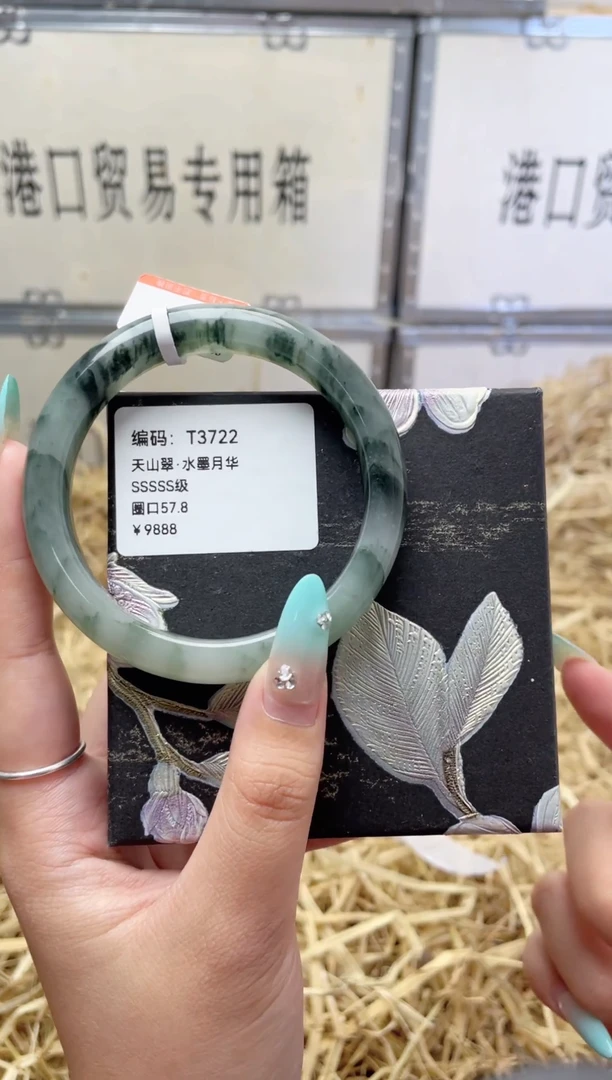 港口贸易专用箱
港口贸
编码：T3722
天山翠·水墨月华
SSSSS级
圈口57.8
￥9888